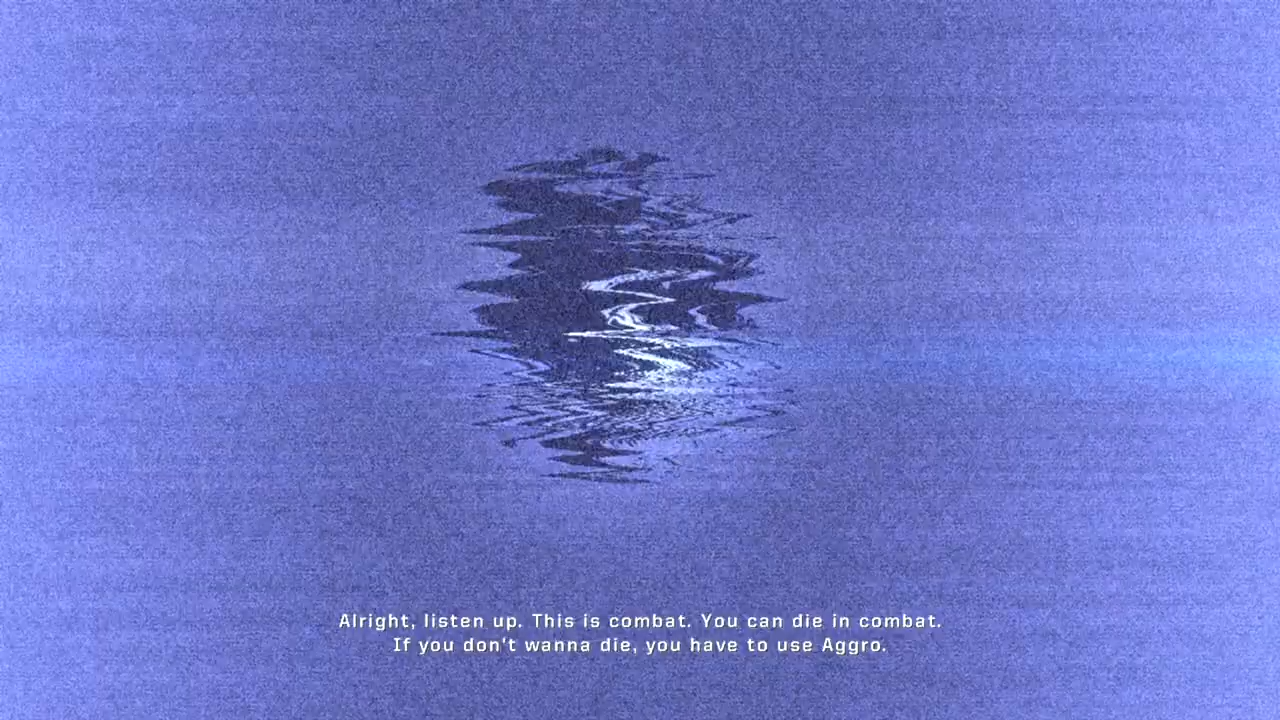 Alright, listen up. This is combat. You can die in combat.
If you don't wanna die, you have to use Aggro.